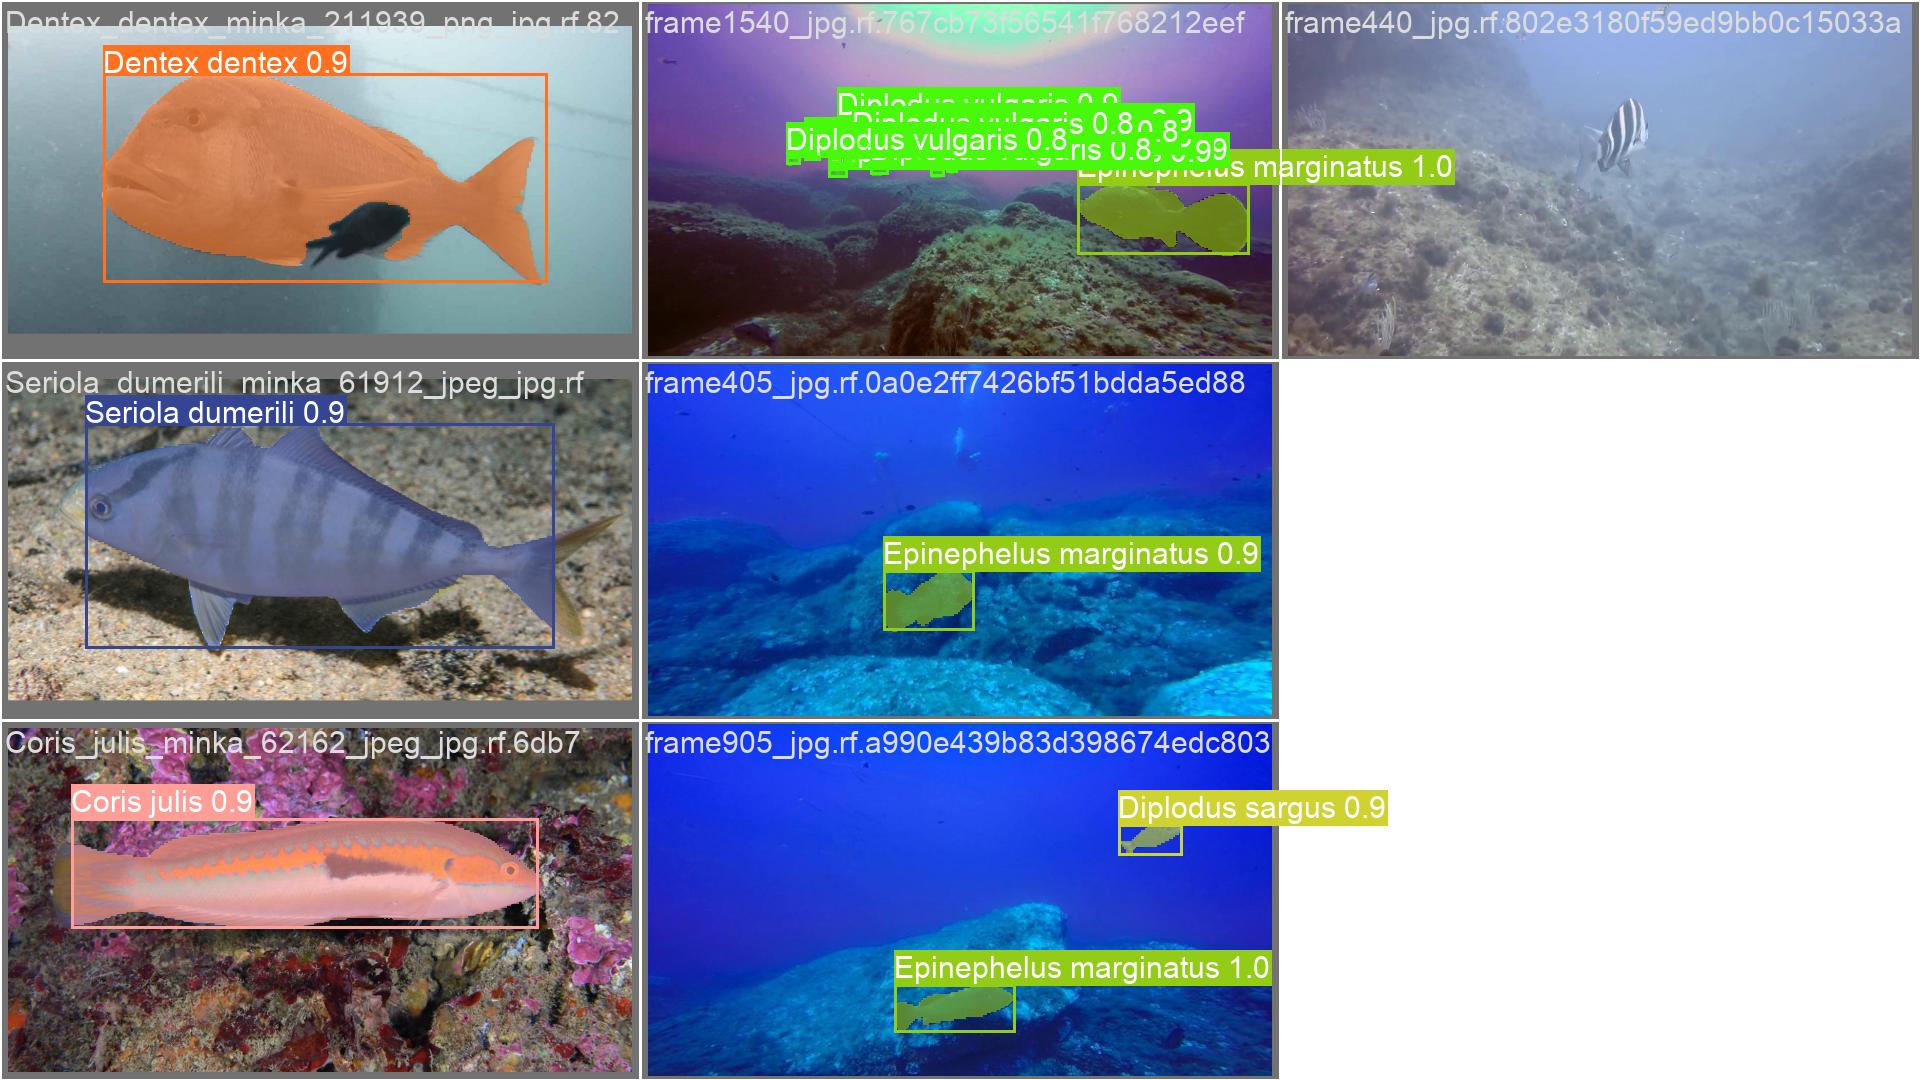 Dentex_dentex_minka_211939_png_jpg.rf.82
Dentex dentex 0.9
frame1540_jpg.rf.767cb73f56541f768212eef
Diplodus vulgaris 0.9
Diplodus vulgaris 0.8
Diplodus vulgaris 0.8
Epinephelus marginatus 1.0
frame440_jpg.rf.802e3180f59ed9bb0c15033a
Seriola_dumerili_minka_61912_jpeg_jpg.rf
Seriola dumerili 0.9
frame405_jpg.rf.0a0e2ff7426bf51bdda5ed88
Epinephelus marginatus 0.9
Coris_julis_minka_62162_jpeg_jpg.rf.6db7
Coris julis 0.9
frame905_jpg.rf.a990e439b83d398674edc803
Diplodus sargus 0.9
Epinephelus marginatus 1.0